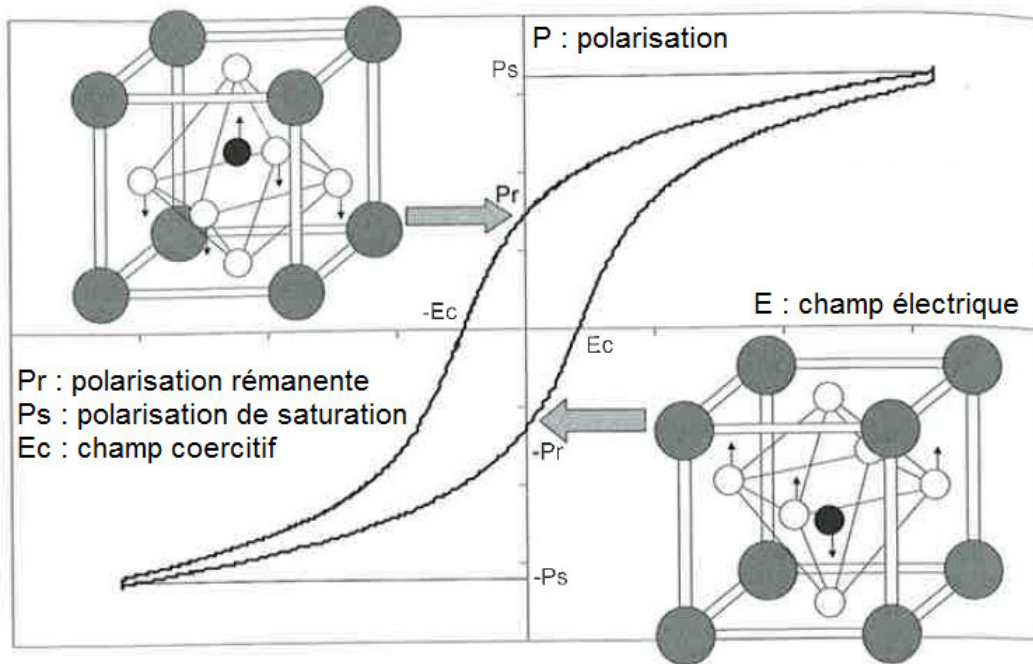 P : polarisation
Ps
Pr
-Ec
E : champ électrique
Ec
Pr : polarisation rémanente
Ps : polarisation de saturation
Ec : champ coercitif
-Pr
-Ps